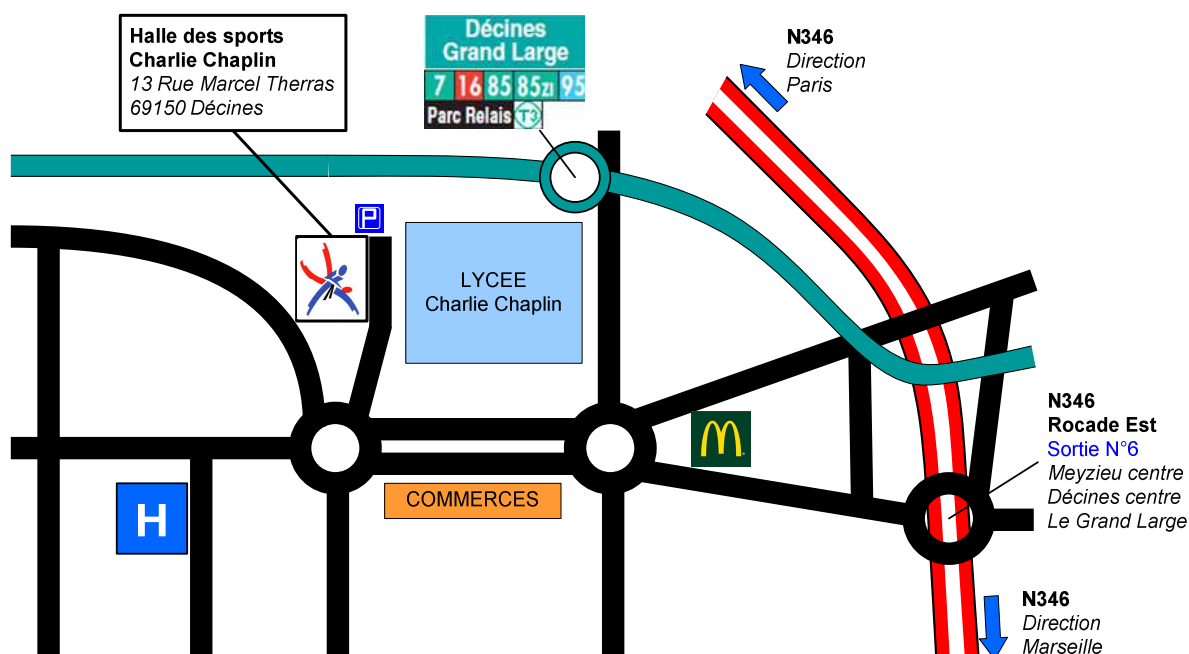 Halle des sports
Charlie Chaplin
13 Rue Marcel Therras
69150 Décines
Décines
Grand Large
7 16 85 85ZI 95
Parc Relais T3
N346
Direction
Paris
P
LYCEE
Charlie Chaplin
N346
Rocade Est
Sortie N°6
Meyzieu centre
Décines centre
Le Grand Large
COMMERCES
H
N346
Direction
Marseille